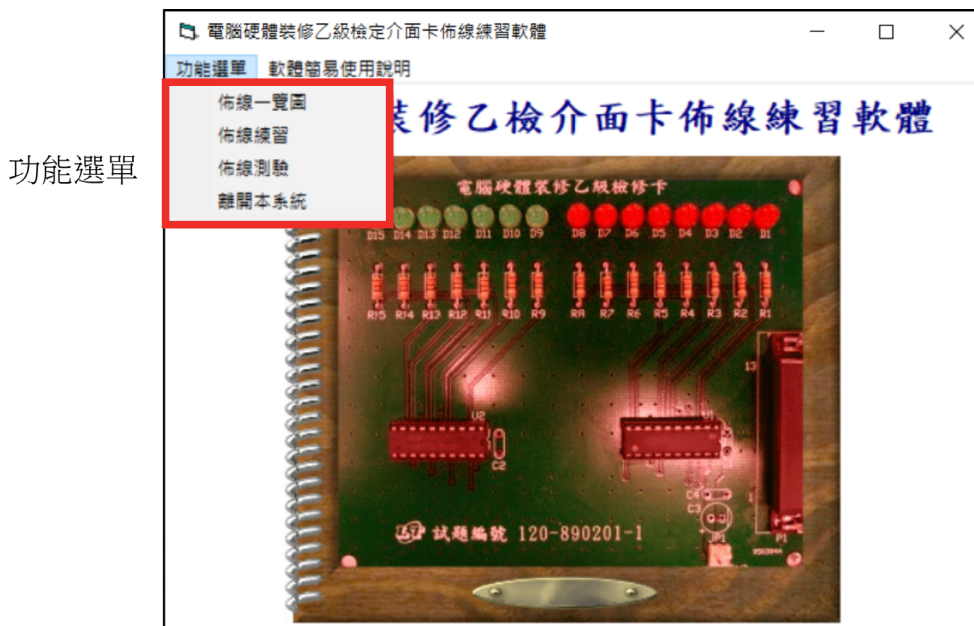 電腦硬體裝修乙級檢定介面卡佈線練習軟體
功能選單 軟體簡易使用說明
佈線一覽圖
佈線練習
佈線測驗
離開本系統
功能選單
裝修乙檢介面卡佈線練習軟體
電腦硬體裝修乙級檢修卡
D15 D14 D13 D12 D11 D10 D9 D8 D7 D6 D5 D4 D3 D2 D1
R15 R14 R13 R12 R11 R10 R9 R8 R7 R6 R5 R4 R3 R2 R1
13
U2 U1
C2
C4
C3
1
試題編號 120-890201-1
JP1 P1